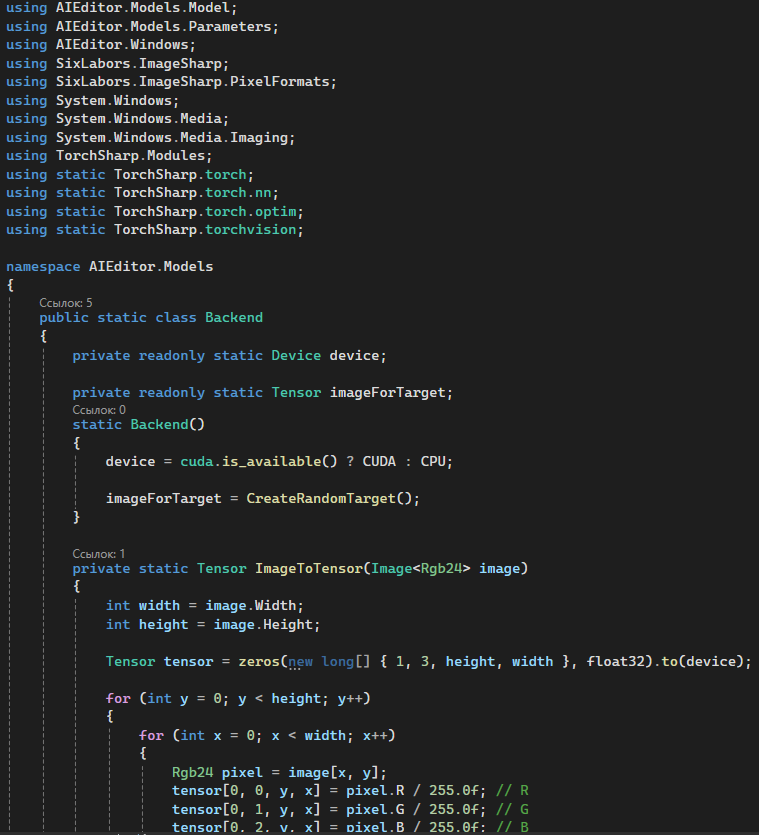 using AIEditor.Models.Model;
using AIEditor.Models.Parameters;
using AIEditor.Windows;
using SixLabors.ImageSharp;
using SixLabors.ImageSharp.PixelFormats;
using System.Windows;
using System.Windows.Media;
using System.Windows.Media.Imaging;
using TorchSharp.Modules;
using static TorchSharp.torch;
using static TorchSharp.torch.nn;
using static TorchSharp.torch.optim;
using static TorchSharp.torchvision;
namespace AIEditor.Models
{
Ссылок: 5
public static class Backend
{
private readonly static Device device;
private readonly static Tensor imageForTarget;
Ссылок: 0
static Backend()
{
device = cuda.is_available() ? CUDA : CPU;
imageForTarget = CreateRandomTarget();
}
Ссылок: 1
private static Tensor ImageToTensor(Image<Rgb24> image)
{
int width = image.Width;
int height = image.Height;
Tensor tensor = zeros(new long[] { 1, 3, height, width }, float32).to(device);
for (int y = 0; y < height; y++)
{
for (int x = 0; x < width; x++)
{
Rgb24 pixel = image[x, y];
tensor[0, 0, y, x] = pixel.R / 255.0f; // R
tensor[0, 1, y, x] = pixel.G / 255.0f; // G
tensor[0, 2, y, x] = pixel.B / 255.0f; // B